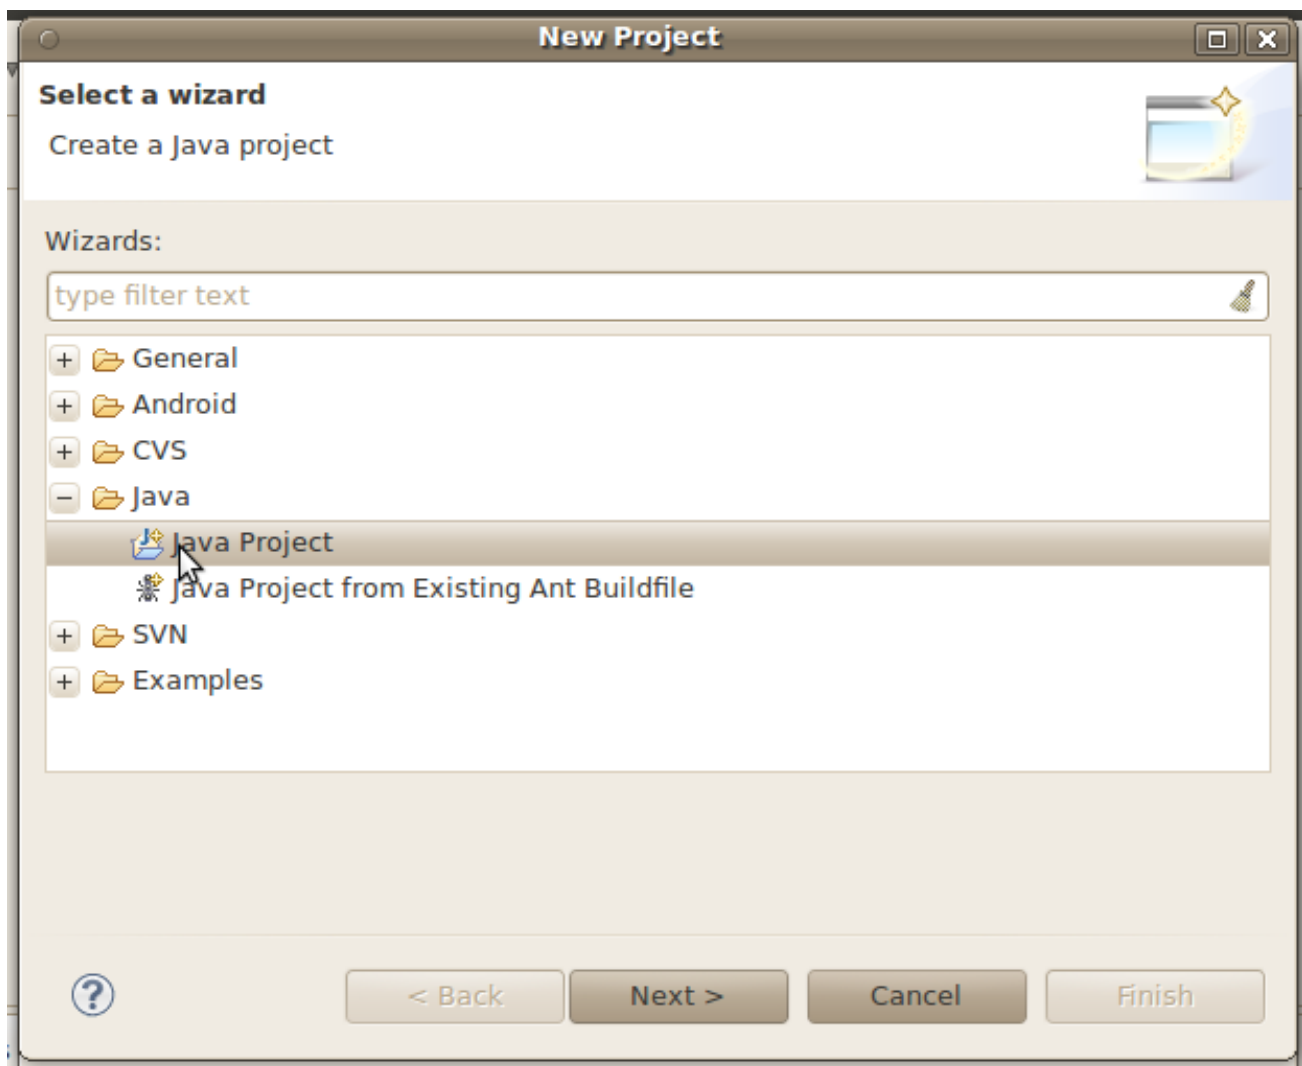 New Project
Select a wizard
Create a Java project
Wizards:
type filter text
General
Android
CVS
Java
Java Project
Java Project from Existing Ant Buildfile
SVN
Examples
< Back
Next >
Cancel
Finish